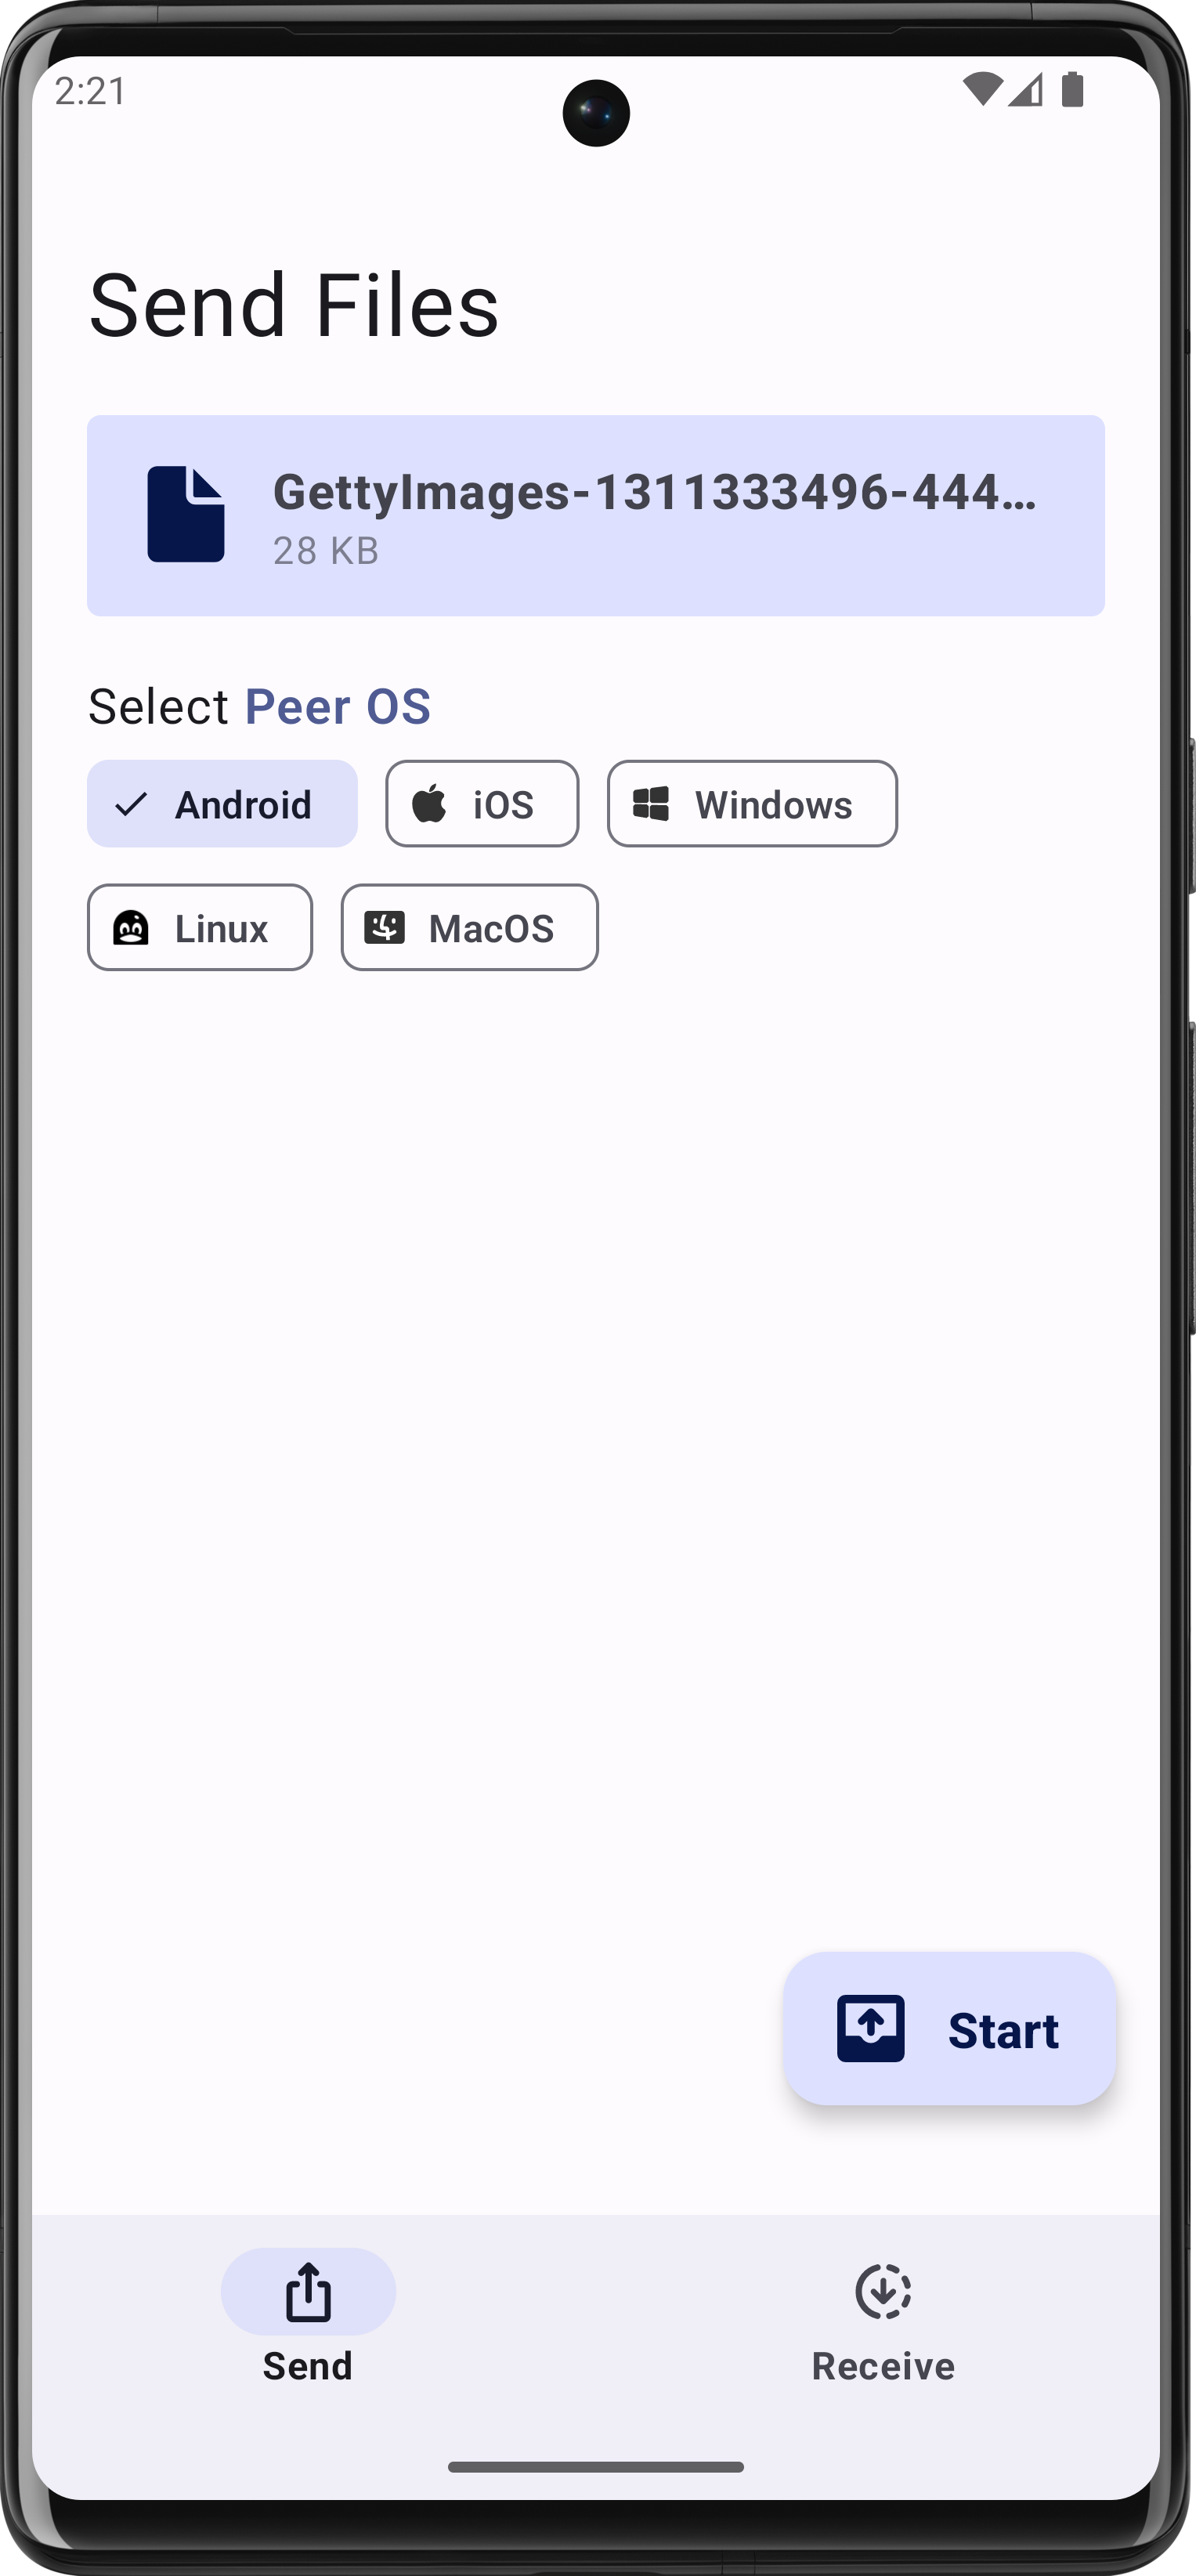 2:21
Send Files
GettyImages-1311333496-444...
28 KB
Select Peer OS
Android iOS Windows
Linux MacOS
Start
Send Receive